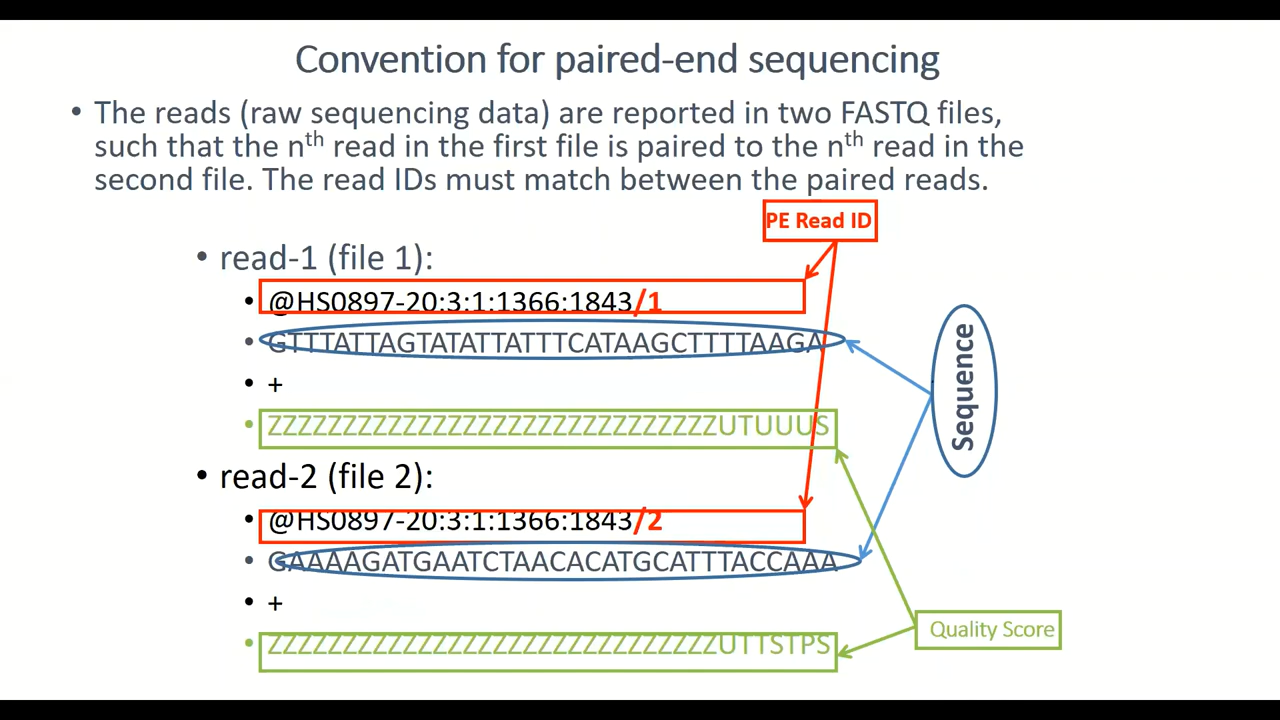 Convention for paired-end sequencing
• The reads (raw sequencing data) are reported in two FASTQ files,
such that the nth read in the first file is paired to the nth read in the
second file. The read IDs must match between the paired reads.
PE Read ID
• read-1 (file 1):
• @HS0897-20:3:1:1366:1843/1
• GTTTATTAGTATATTATTTCATAAGCTTTTAAGA
• +
• ZZZZZZZZZZZZZZZZZZZZZZZZZZZZZZUTUUUS
Sequence
• read-2 (file 2):
• @HS0897-20:3:1:1366:1843/2
• GAAAAGATGAATCTAACACATGCATTTACCAAA
• +
• ZZZZZZZZZZZZZZZZZZZZZZZZZZZZZZUTTSTPS
Quality Score